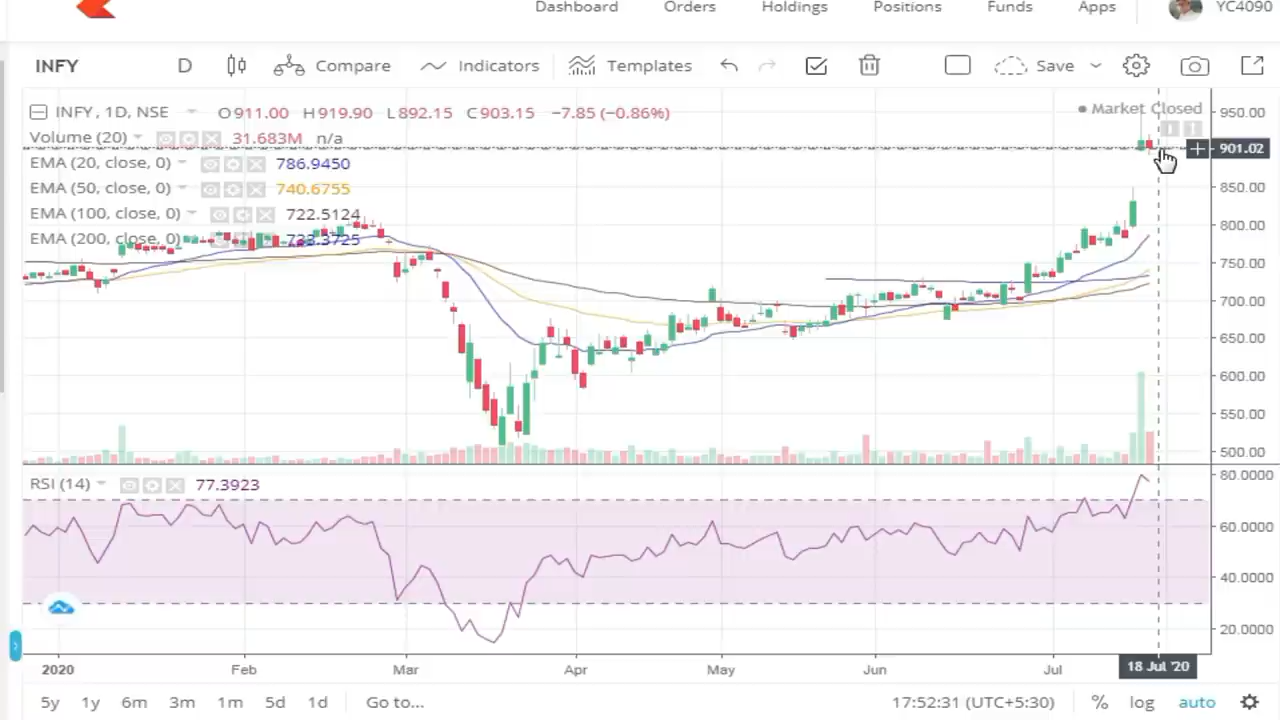 Dashboard Orders Holdings Positions Funds Apps YC4090
INFY D Compare Indicators Templates Save
INFY, 1D, NSE O911.00 H919.90 L892.15 C903.15 −7.85 (−0.86%)
Market Closed
Volume (20) 31.683M n/a
EMA (20, close, 0) 786.9450
EMA (50, close, 0) 740.6755
EMA (100, close, 0) 722.5124
EMA (200, close, 0)
950.00
901.02
850.00
800.00
750.00
700.00
650.00
600.00
550.00
500.00
RSI (14) 77.3923
80.0000
60.0000
40.0000
20.0000
2020 Feb Mar Apr May Jun Jul 18 Jul '20
5y 1y 6m 3m 1m 5d 1d Go to... 17:52:31 (UTC+5:30) % log auto